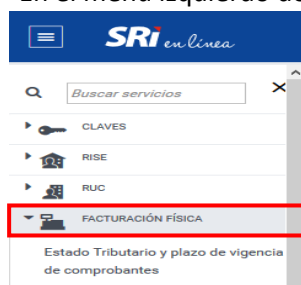 SRi en línea
Buscar servicios
CLAVES
RISE
RUC
FACTURACIÓN FÍSICA
Estado Tributario y plazo de vigencia
de comprobantes